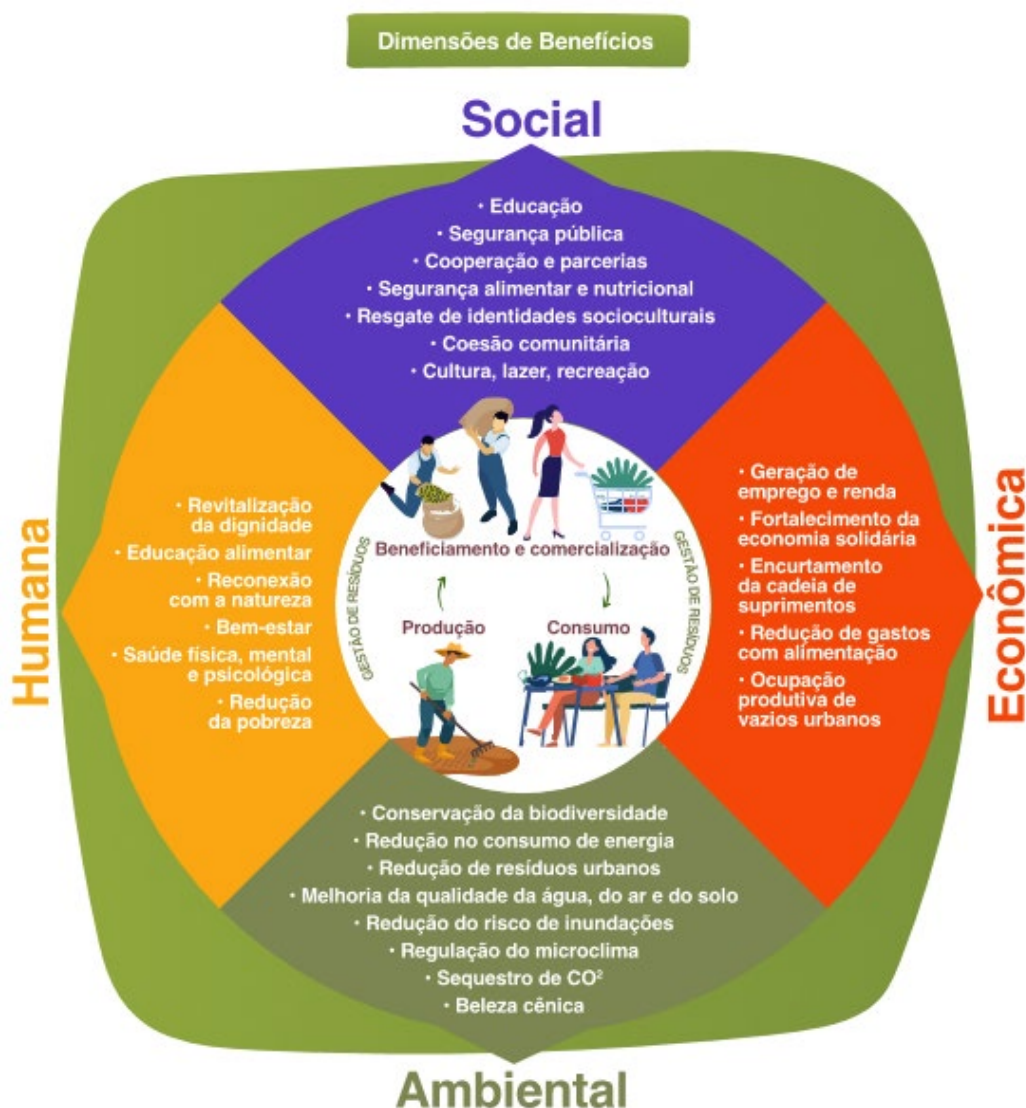 Dimensões de Benefícios
Social
• Educação
• Segurança pública
• Cooperação e parcerias
• Segurança alimentar e nutricional
• Resgate de identidades socioculturais
• Coesão comunitária
• Cultura, lazer, recreação
Humana
• Revitalização
da dignidade
• Educação alimentar
• Reconexão
com a natureza
• Bem-estar
• Saúde física, mental
e psicológica
• Redução
da pobreza
GESTÃO DE RESÍDUOS
Beneficiamento e comercialização
Produção
Consumo
GESTÃO DE RESÍDUOS
• Geração de
emprego e renda
• Fortalecimento da
economia solidária
• Encurtamento
da cadeia de
suprimentos
• Redução de gastos
com alimentação
• Ocupação
produtiva de
vazios urbanos
Econômica
• Conservação da biodiversidade
• Redução no consumo de energia
• Redução de resíduos urbanos
• Melhoria da qualidade da água, do ar e do solo
• Redução do risco de inundações
• Regulação do microclima
• Sequestro de CO²
• Beleza cênica
Ambiental